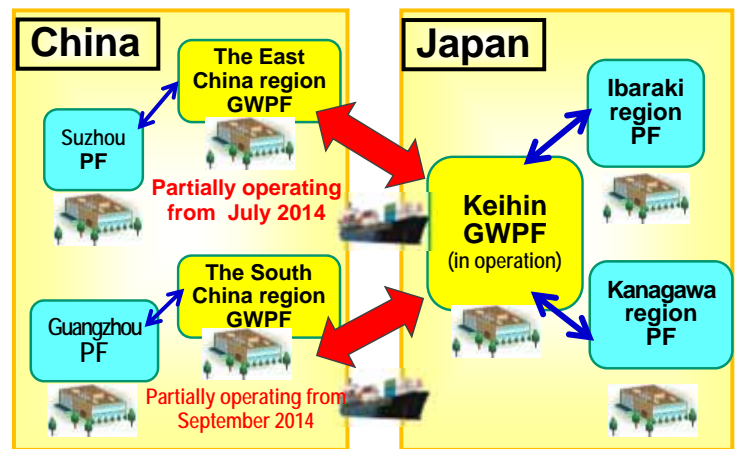 China
The East
China region
GWPF
Suzhou
PF
Partially operating
from July 2014
The South
China region
GWPF
Guangzhou
PF
Partially operating from
September 2014
Japan
Ibaraki
region
PF
Keihin
GWPF
(in operation)
Kanagawa
region
PF